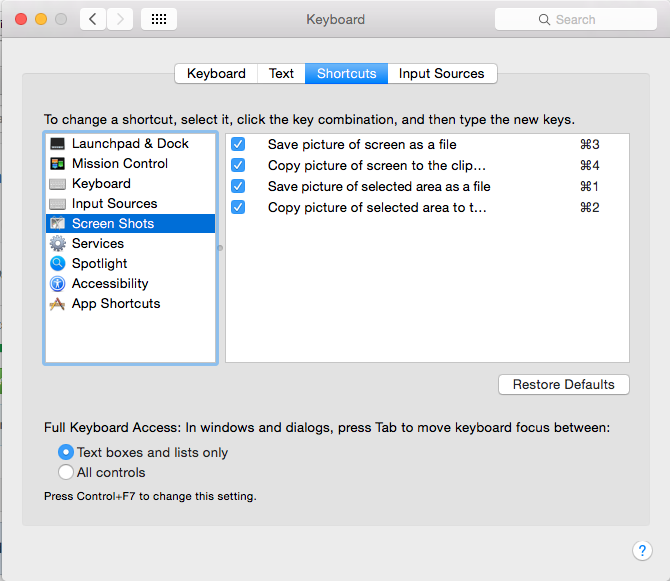 Keyboard
Search
Keyboard Text Shortcuts Input Sources
To change a shortcut, select it, click the key combination, and then type the new keys.
Launchpad & Dock
Mission Control
Keyboard
Input Sources
Screen Shots
Services
Spotlight
Accessibility
App Shortcuts
Save picture of screen as a file ⌘3
Copy picture of screen to the clip… ⌘4
Save picture of selected area as a file ⌘1
Copy picture of selected area to t… ⌘2
Restore Defaults
Full Keyboard Access: In windows and dialogs, press Tab to move keyboard focus between:
Text boxes and lists only
All controls
Press Control+F7 to change this setting.
?